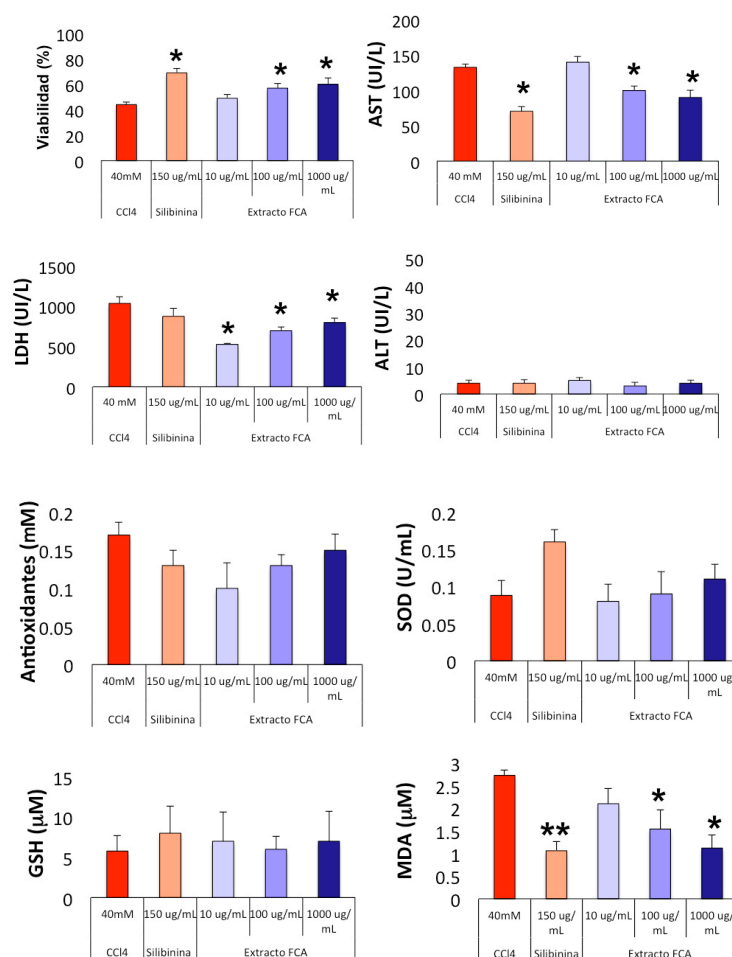 Viabilidad (%)
100
80
60
40
20
0
*
*
*
40mM
150 ug/mL
10 ug/mL
100 ug/mL
1000 ug/
mL
CCl4
Silibinina
Extracto FCA
AST (UI/L)
200
150
100
50
0
*
*
*
40 mM
150 ug/mL
10 ug/mL
100 ug/mL
1000 ug/mL
CCl4
Silibinina
Extracto FCA
LDH (UI/L)
1500
1000
500
0
*
*
*
40 mM
150 ug/mL
10 ug/mL
100 ug/mL
1000 ug/
mL
CCl4
Silibinina
Extracto FCA
ALT (UI/L)
50
40
30
20
10
0
40 mM
150 ug/mL
10 ug/mL
100 ug/mL
1000 ug/mL
CCl4
Silibinina
Extracto FCA
Antioxidantes (mM)
0.2
0.15
0.1
0.05
0
40mM
150 ug/mL
10 ug/mL
100 ug/mL
1000 ug/
mL
CCl4
Silibinina
Extracto FCA
SOD (U/mL)
0.2
0.15
0.1
0.05
0
40mM
150 ug/mL
10 ug/mL
100 ug/mL
1000 ug/
mL
CCl4
Silibinina
Extracto FCA
GSH (µM)
15
10
5
0
40mM
150 ug/mL
10 ug/mL
100 ug/mL
1000 ug/
mL
CCl4
Silibinina
Extracto FCA
MDA (µM)
3
2.5
2
1.5
1
0.5
0
**
*
*
40mM
150 ug/
mL
10 ug/mL
100 ug/
mL
1000 ug/
mL
CCl4
Silibinina
Extracto FCA